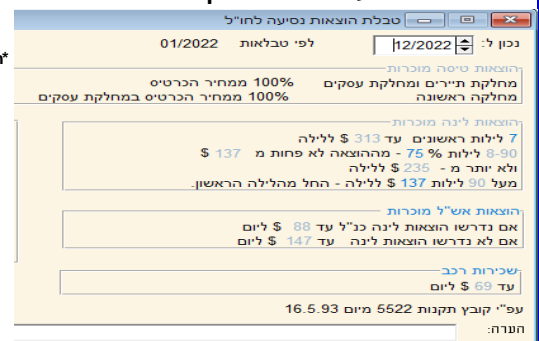 טבלת הוצאות נסיעה לחו"ל
נכון ל: 12/2022 לפי טבלאות 01/2022
הוצאות טיסה מוכרות
מחלקת תיירים ומחלקת עסקים 100% ממחיר הכרטיס
מחלקה ראשונה 100% ממחיר הכרטיס במחלקת עסקים
הוצאות לינה מוכרות
7 לילות ראשונים עד 313 $ ללילה
8-90 לילות % 75 - מההוצאה לא פחות מ 137 $
ולא יותר מ - 235 $ ללילה
מעל 90 לילות 137 $ ללילה - החל מהלילה הראשון.
הוצאות אש"ל מוכרות
אם נדרשו הוצאות לינה כנ"ל עד 88 $ ליום
אם לא נדרשו הוצאות לינה עד 147 $ ליום
שכירות רכב
עד 69 $ ליום
עפ"י קובץ תקנות 5522 מיום 16.5.93
הערה: